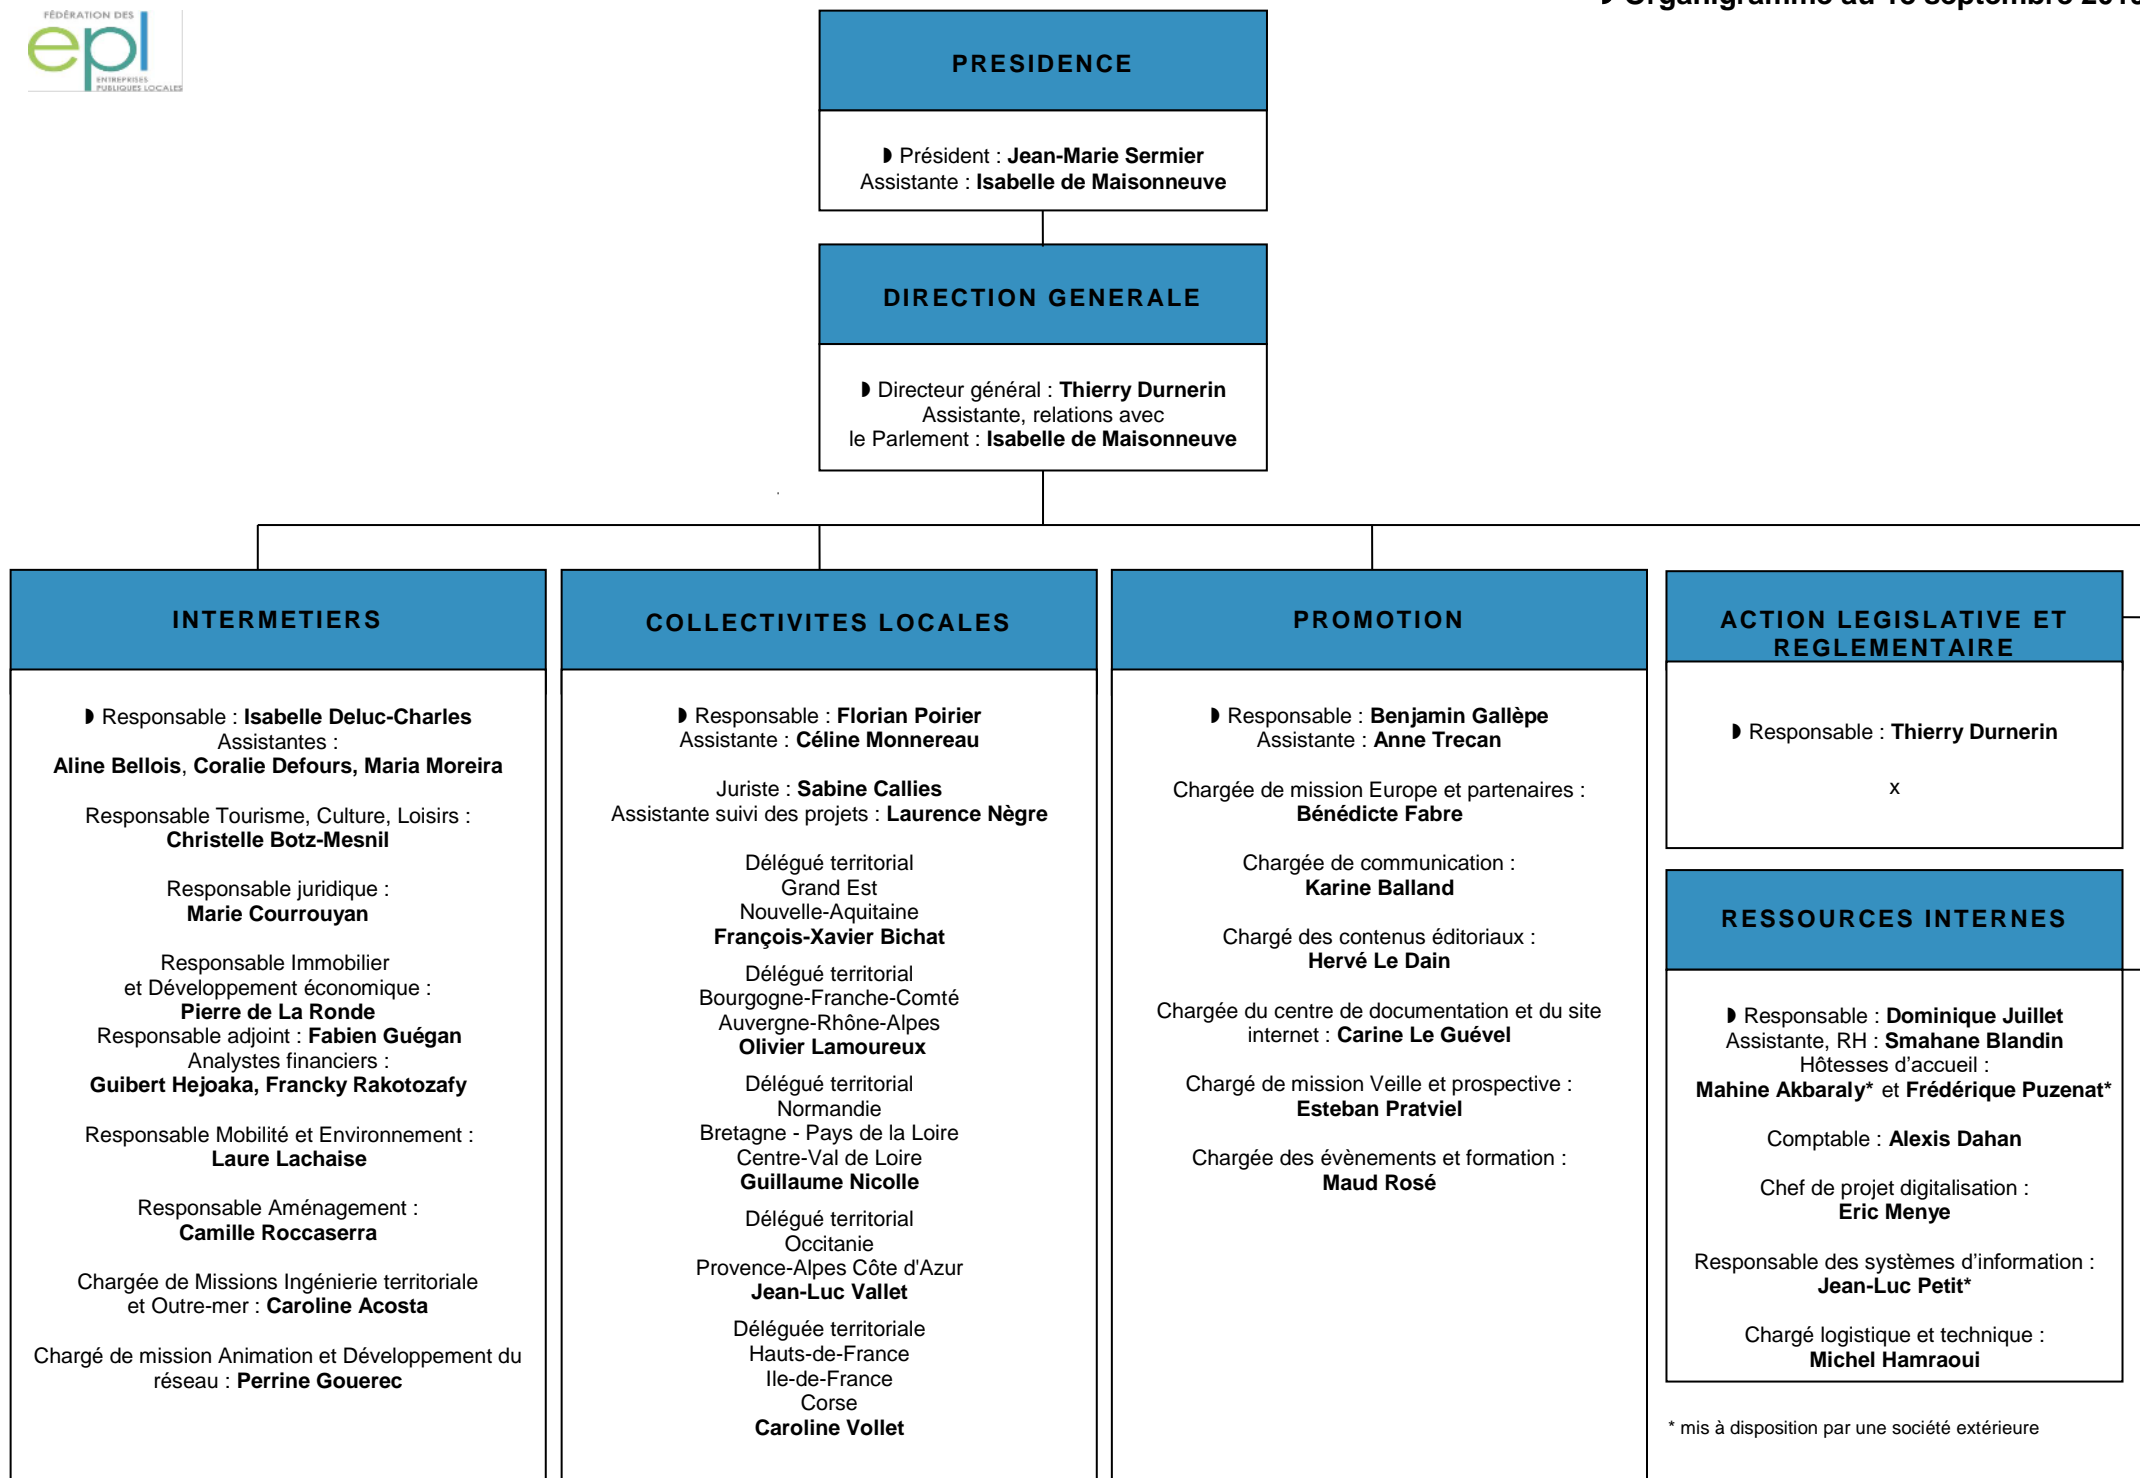 FÉDÉRATION DES
epl
ENTREPRISES
PUBLIQUES LOCALES
PRESIDENCE
◗ Président : Jean-Marie Sermier
Assistante : Isabelle de Maisonneuve
DIRECTION GENERALE
◗ Directeur général : Thierry Durnerin
Assistante, relations avec
le Parlement : Isabelle de Maisonneuve
INTERMETIERS
◗ Responsable : Isabelle Deluc-Charles
Assistantes :
Aline Bellois, Coralie Defours, Maria Moreira
Responsable Tourisme, Culture, Loisirs :
Christelle Botz-Mesnil
Responsable juridique :
Marie Courrouyan
Responsable Immobilier
et Développement économique :
Pierre de La Ronde
Responsable adjoint : Fabien Guégan
Analystes financiers :
Guibert Hejoaka, Francky Rakotozafy
Responsable Mobilité et Environnement :
Laure Lachaise
Responsable Aménagement :
Camille Roccaserra
Chargée de Missions Ingénierie territoriale
et Outre-mer : Caroline Acosta
Chargé de mission Animation et Développement du
réseau : Perrine Gouerec
COLLECTIVITES LOCALES
◗ Responsable : Florian Poirier
Assistante : Céline Monnereau
Juriste : Sabine Callies
Assistante suivi des projets : Laurence Nègre
Délégué territorial
Grand Est
Nouvelle-Aquitaine
François-Xavier Bichat
Délégué territorial
Bourgogne-Franche-Comté
Auvergne-Rhône-Alpes
Olivier Lamoureux
Délégué territorial
Normandie
Bretagne - Pays de la Loire
Centre-Val de Loire
Guillaume Nicolle
Délégué territorial
Occitanie
Provence-Alpes Côte d'Azur
Jean-Luc Vallet
Déléguée territoriale
Hauts-de-France
Ile-de-France
Corse
Caroline Vollet
PROMOTION
◗ Responsable : Benjamin Gallèpe
Assistante : Anne Trecan
Chargée de mission Europe et partenaires :
Bénédicte Fabre
Chargée de communication :
Karine Balland
Chargé des contenus éditoriaux :
Hervé Le Dain
Chargée du centre de documentation et du site
internet : Carine Le Guével
Chargé de mission Veille et prospective :
Esteban Pratviel
Chargée des évènements et formation :
Maud Rosé
ACTION LEGISLATIVE ET
REGLEMENTAIRE
◗ Responsable : Thierry Durnerin
x
RESSOURCES INTERNES
◗ Responsable : Dominique Juillet
Assistante, RH : Smahane Blandin
Hôtesses d’accueil :
Mahine Akbaraly* et Frédérique Puzenat*
Comptable : Alexis Dahan
Chef de projet digitalisation :
Eric Menye
Responsable des systèmes d’information :
Jean-Luc Petit*
Chargé logistique et technique :
Michel Hamraoui
* mis à disposition par une société extérieure